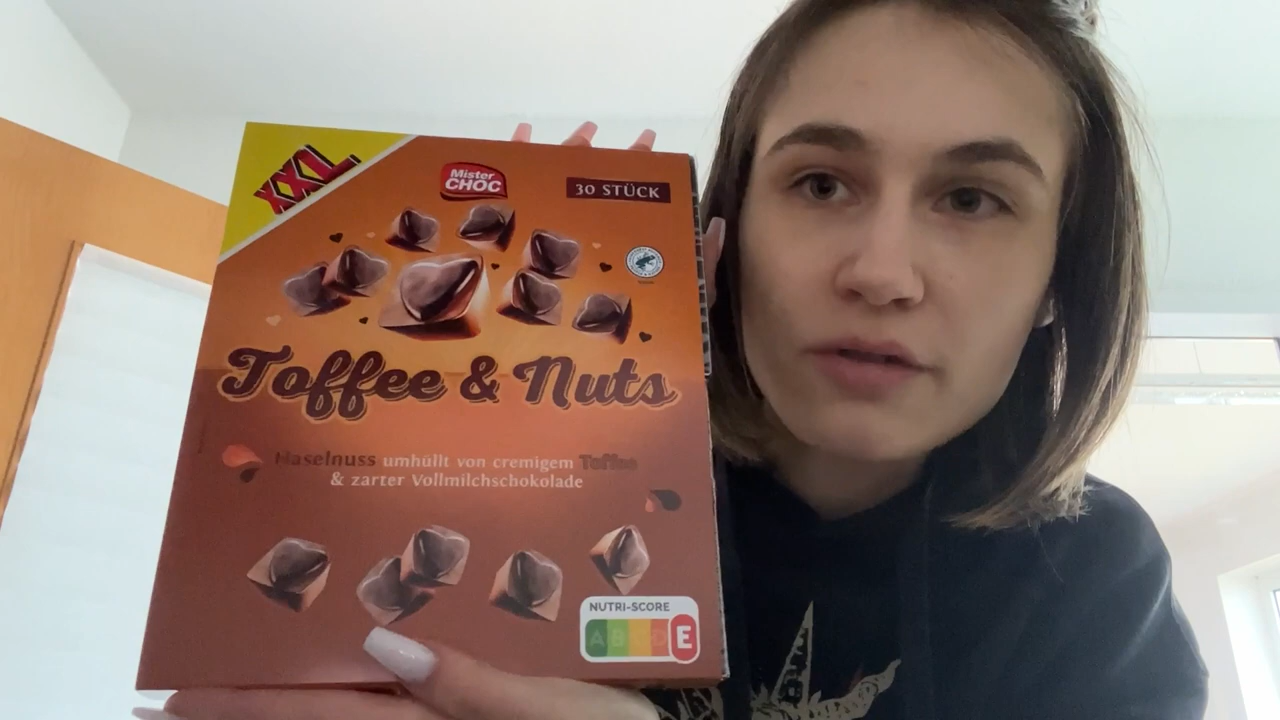 XXL
Mister
CHOC
30 STÜCK
Toffee & Nuts
Haselnuss umhüllt von cremigem Toffee
& zarter Vollmilchschokolade
NUTRI-SCORE
A B C D E